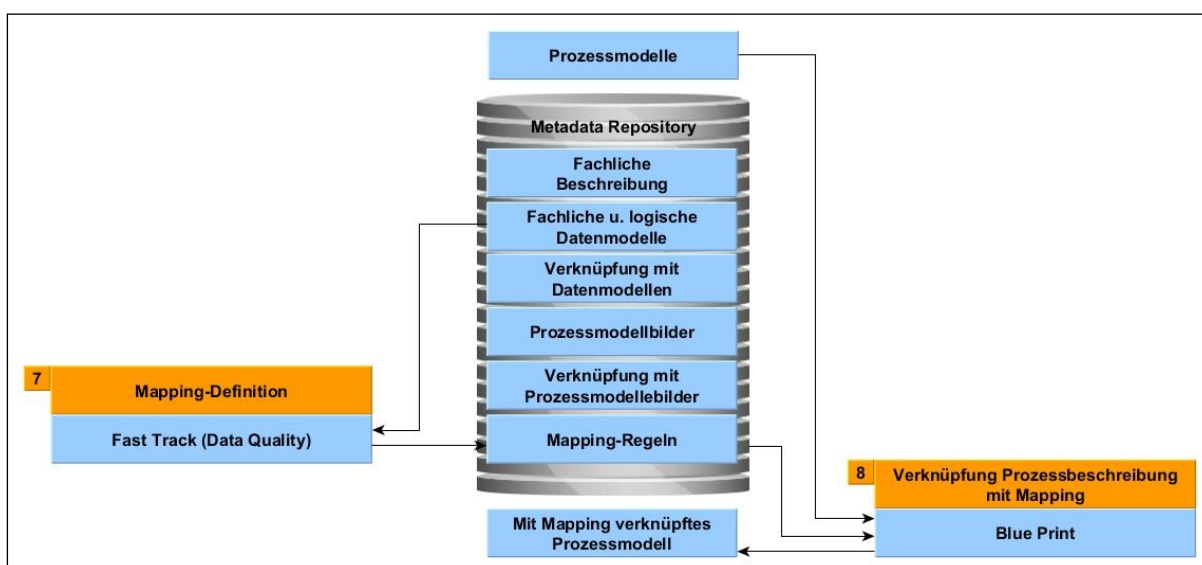 Prozessmodelle
Metadata Repository
Fachliche
Beschreibung
Fachliche u. logische
Datenmodelle
Verknüpfung mit
Datenmodellen
Prozessmodellbilder
Verknüpfung mit
Prozessmodellebilder
Mapping-Regeln
Mit Mapping verknüpftes
Prozessmodell
7
Mapping-Definition
Fast Track (Data Quality)
8
Verknüpfung Prozessbeschreibung
mit Mapping
Blue Print